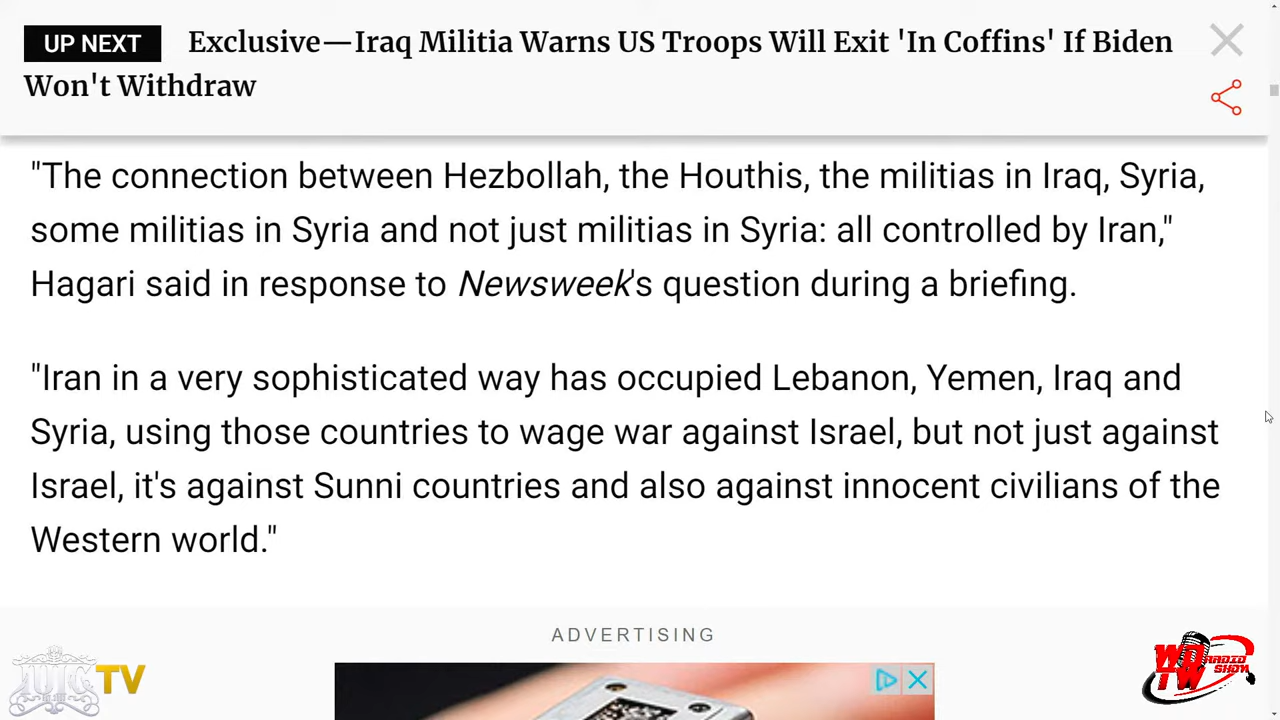 UP NEXT Exclusive—Iraq Militia Warns US Troops Will Exit 'In Coffins' If Biden
Won't Withdraw
"The connection between Hezbollah, the Houthis, the militias in Iraq, Syria,
some militias in Syria and not just militias in Syria: all controlled by Iran,"
Hagari said in response to Newsweek's question during a briefing.
"Iran in a very sophisticated way has occupied Lebanon, Yemen, Iraq and
Syria, using those countries to wage war against Israel, but not just against
Israel, it's against Sunni countries and also against innocent civilians of the
Western world."
ADVERTISING
IUIC TV
RADIO
SHOW